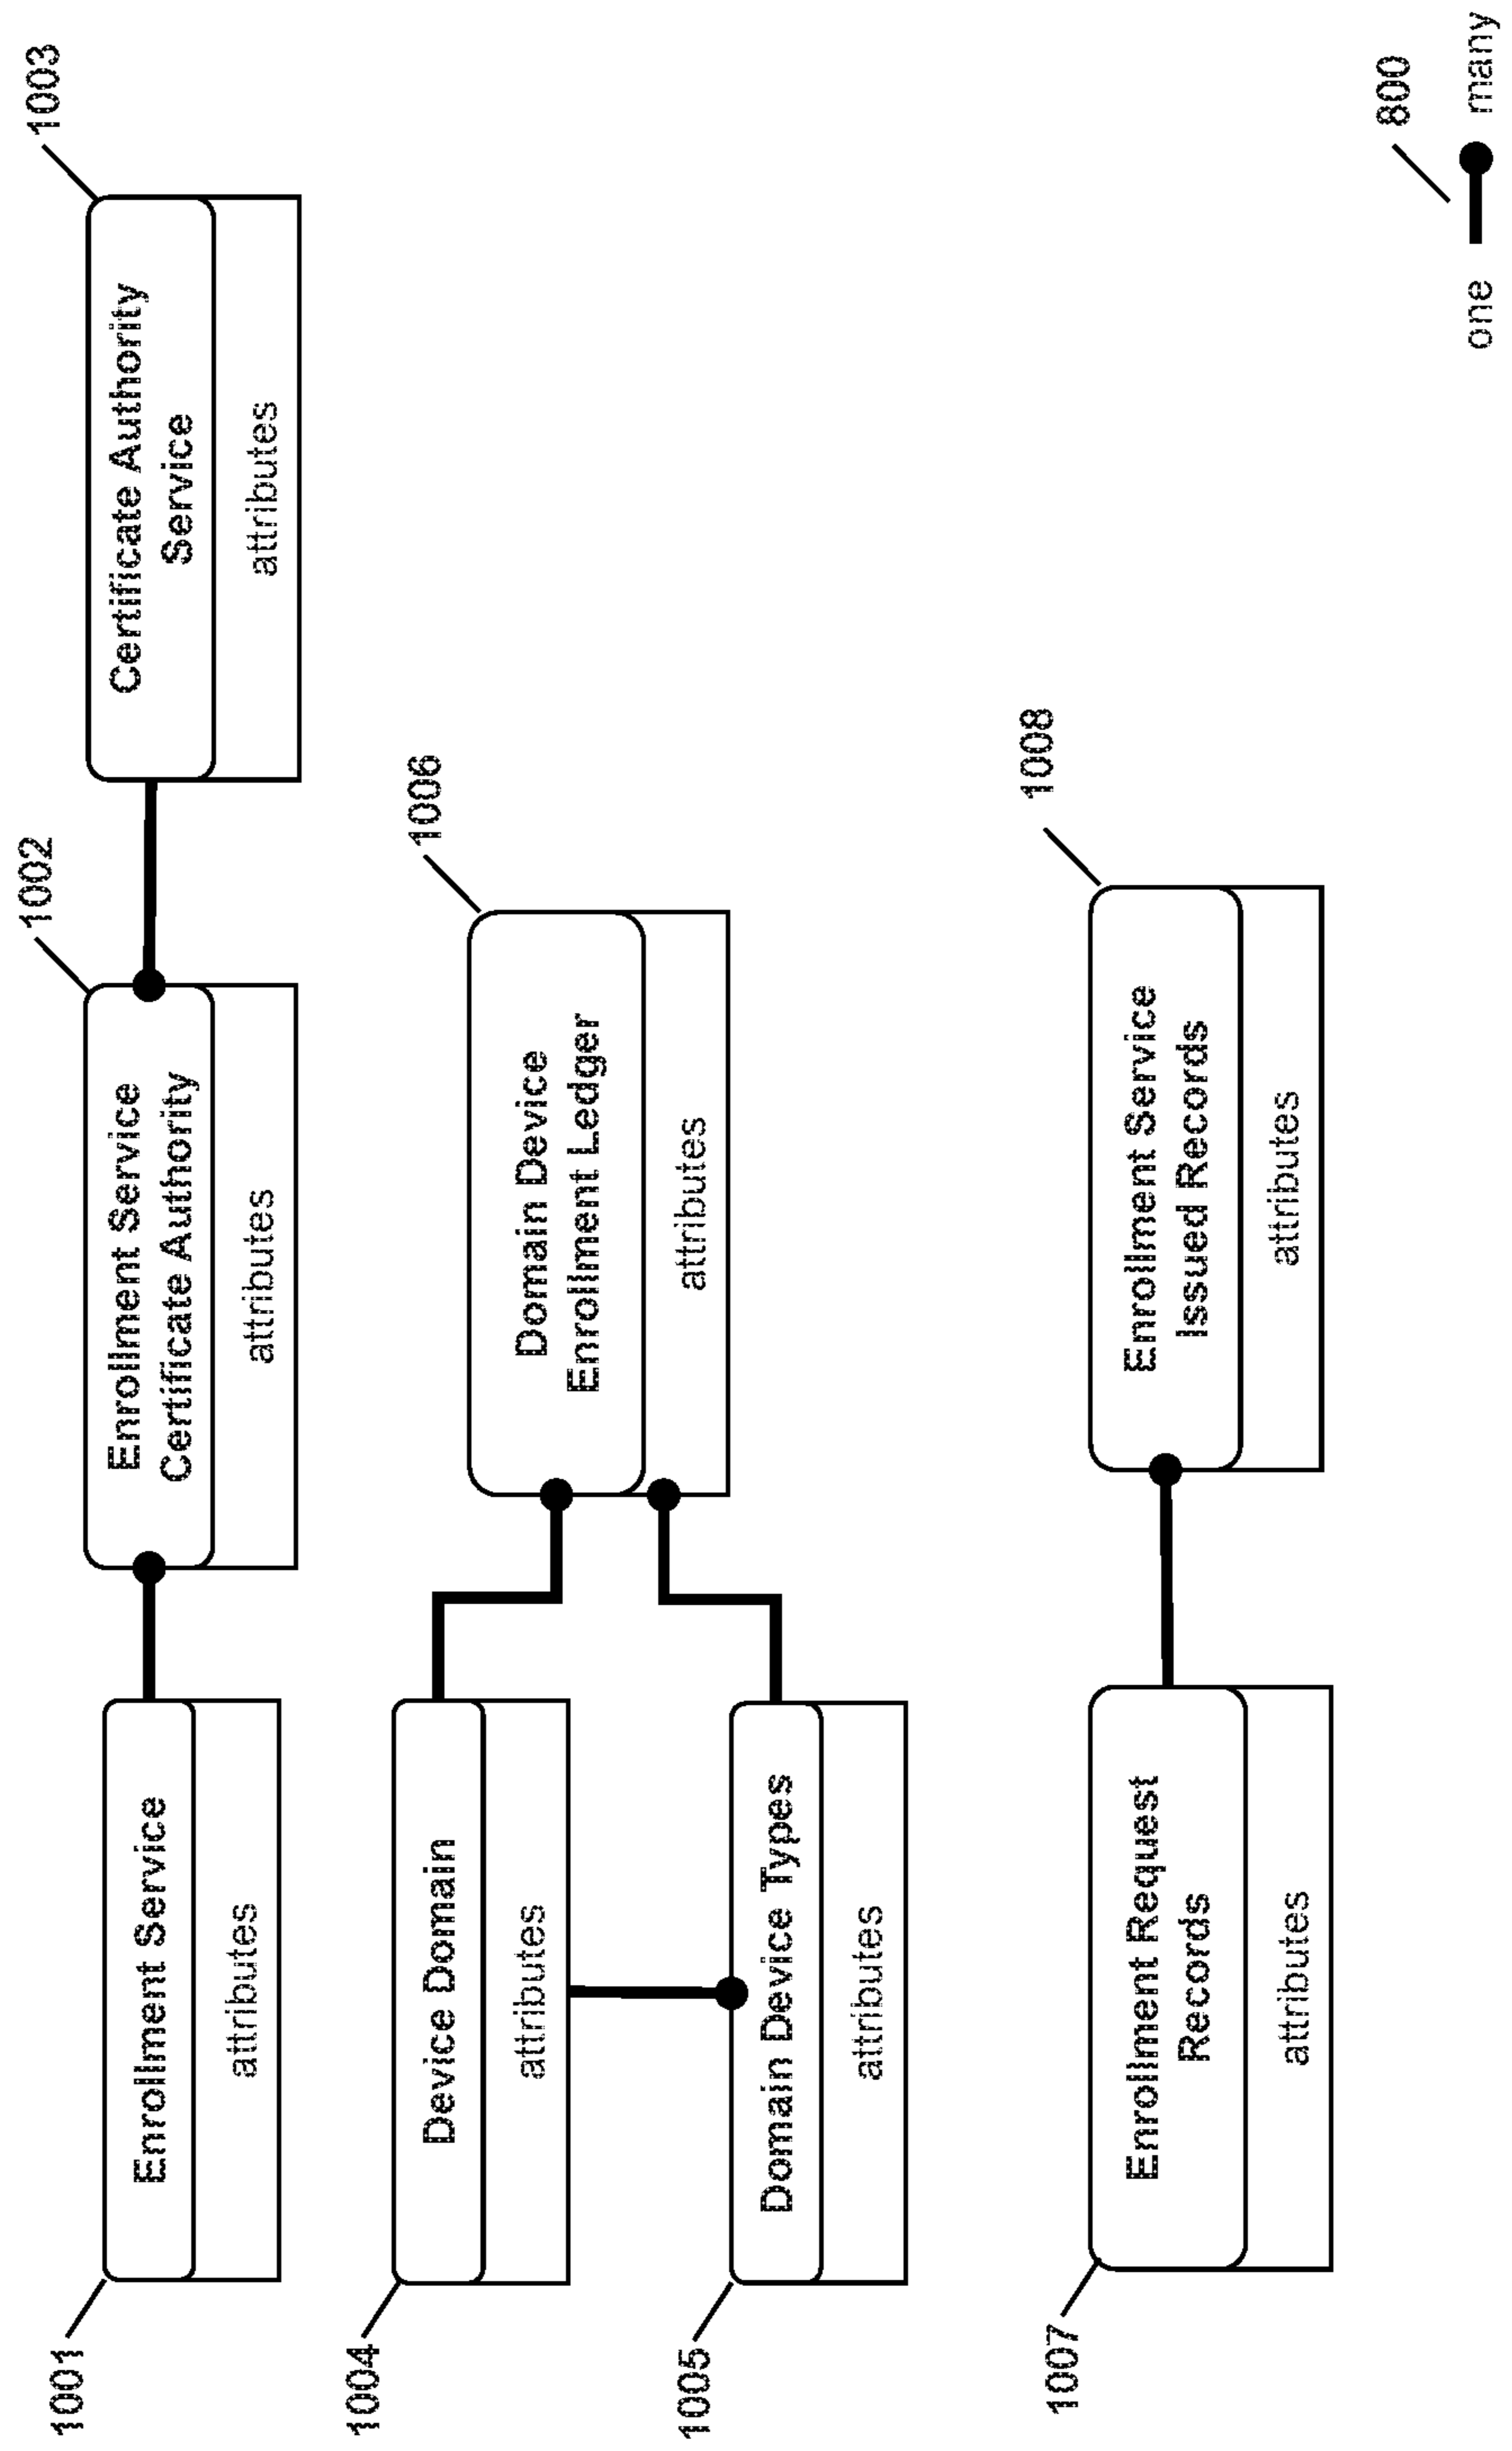 1001
Enrollment Service
attributes
1002
Enrollment Service
Certificate Authority
attributes
1003
Certificate Authority
Service
attributes
1004
Device Domain
attributes
1005
Domain Device Types
attributes
1006
Domain Device
Enrollment Ledger
attributes
1007
Enrollment Request
Records
attributes
1008
Enrollment Service
Issued Records
attributes
800
one many